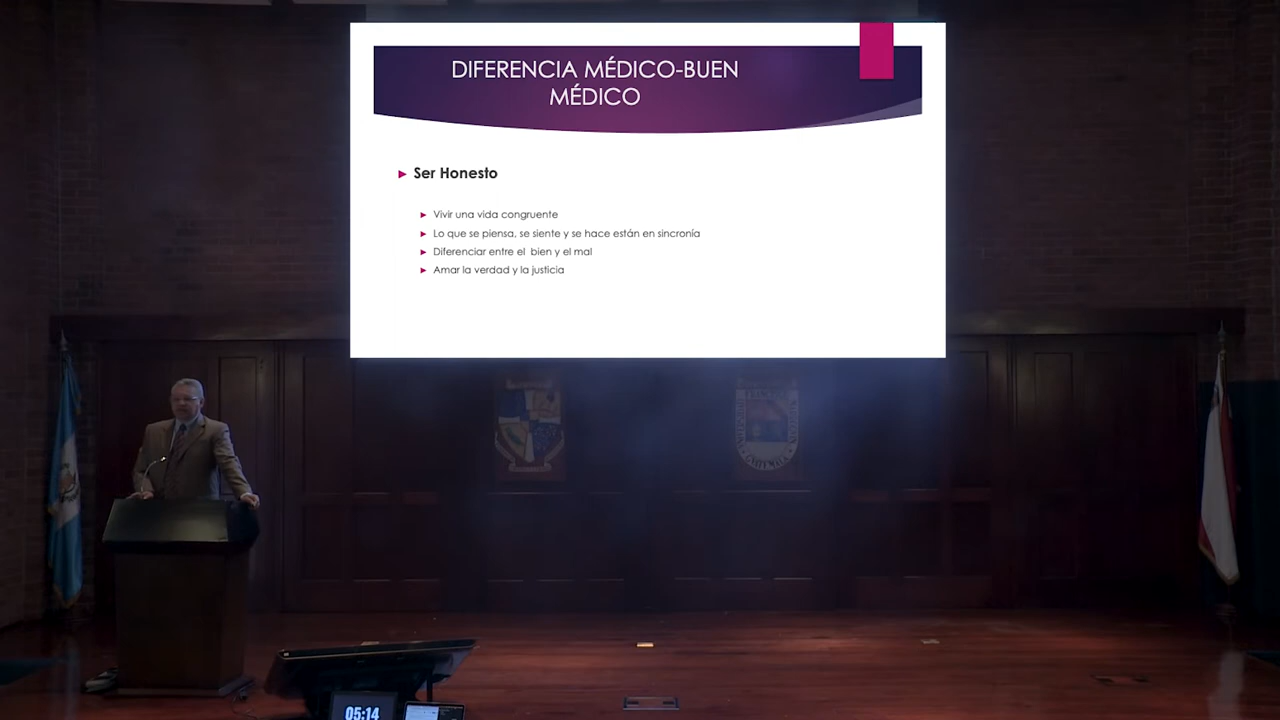 DIFERENCIA MÉDICO-BUEN
MÉDICO
Ser Honesto
Vivir una vida congruente
Lo que se piensa, se siente y se hace están en sincronía
Diferenciar entre el bien y el mal
Amar la verdad y la justicia
05:14